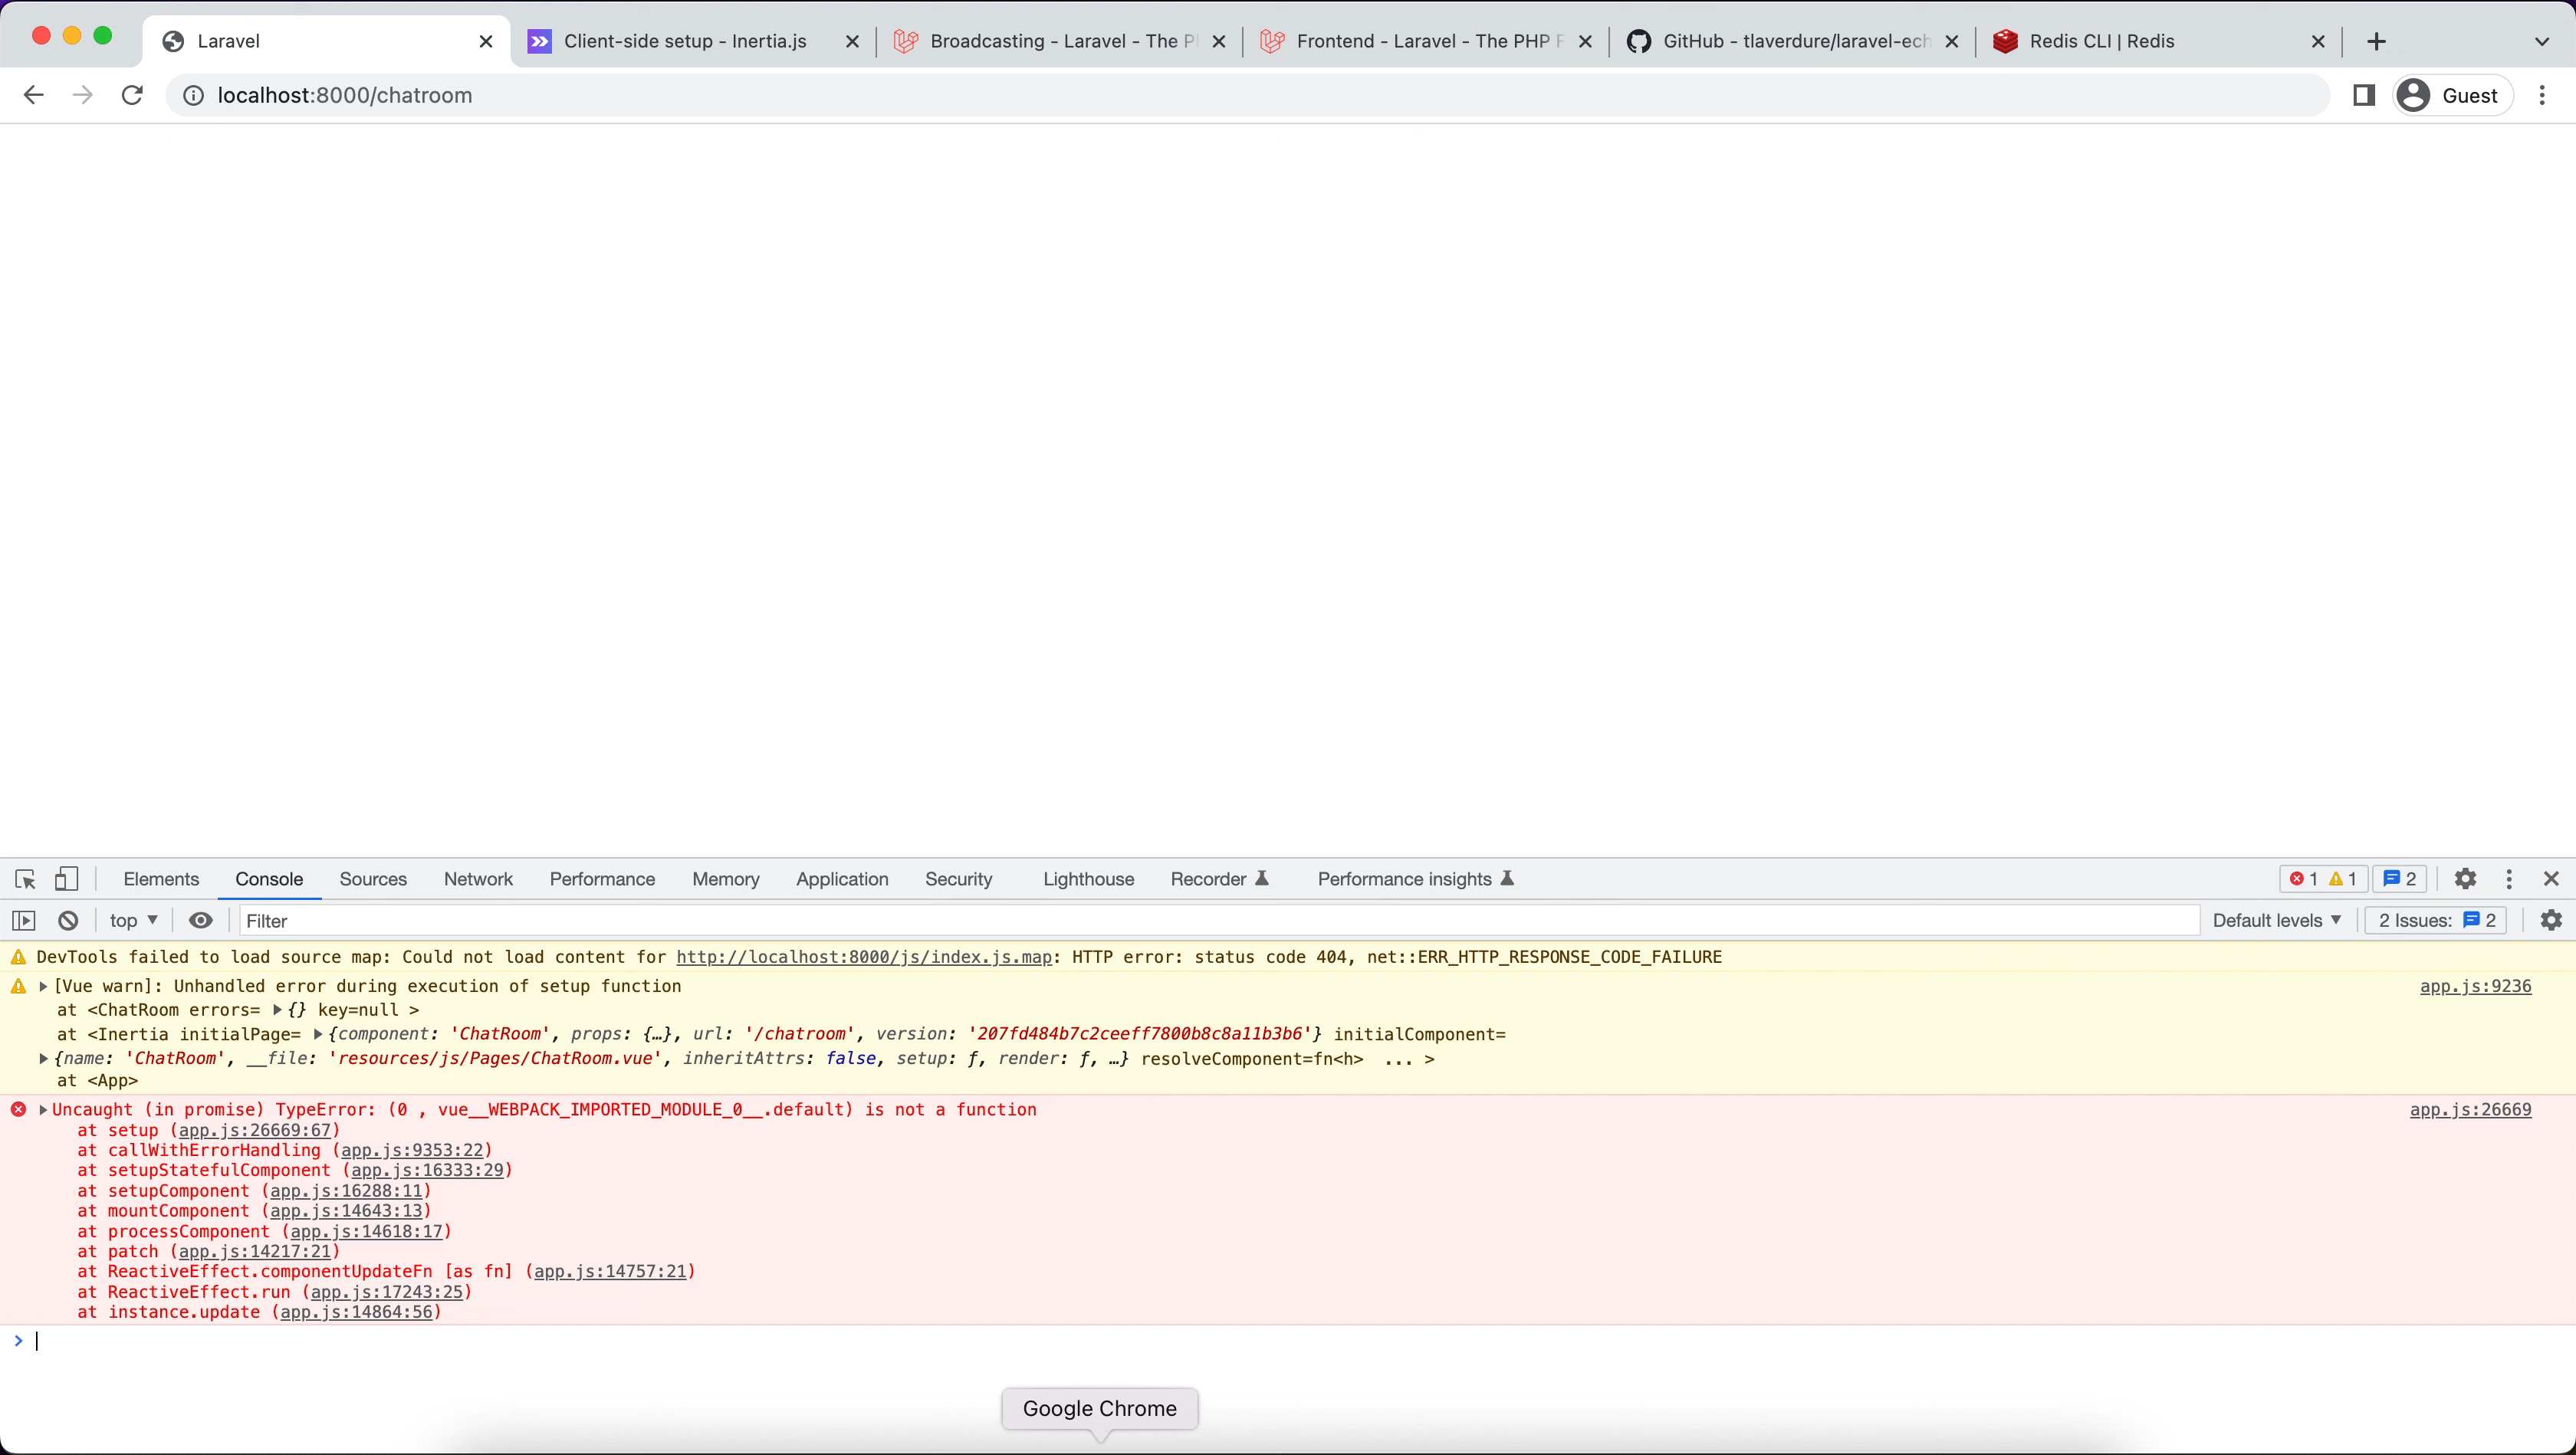 Laravel
Client-side setup - Inertia.js
Broadcasting - Laravel - The P
Frontend - Laravel - The PHP F
GitHub - tlaverdure/laravel-ech
Redis CLI | Redis
localhost:8000/chatroom
Guest
Elements
Console
Sources
Network
Performance
Memory
Application
Security
Lighthouse
Recorder
Performance insights
1
1
2
top
Filter
Default levels
2 Issues:
2
DevTools failed to load source map: Could not load content for http://localhost:8000/js/index.js.map: HTTP error: status code 404, net::ERR_HTTP_RESPONSE_CODE_FAILURE
[Vue warn]: Unhandled error during execution of setup function
app.js:9236
at <ChatRoom errors= {} key=null >
at <Inertia initialPage= {component: 'ChatRoom', props: {…}, url: '/chatroom', version: '207fd484b7c2ceeff7800b8c8a11b3b6'} initialComponent=
{name: 'ChatRoom', __file: 'resources/js/Pages/ChatRoom.vue', inheritAttrs: false, setup: ƒ, render: ƒ, …} resolveComponent=fn<h> ... >
at <App>
Uncaught (in promise) TypeError: (0 , vue__WEBPACK_IMPORTED_MODULE_0__.default) is not a function
app.js:26669
at setup (app.js:26669:67)
at callWithErrorHandling (app.js:9353:22)
at setupStatefulComponent (app.js:16333:29)
at setupComponent (app.js:16288:11)
at mountComponent (app.js:14643:13)
at processComponent (app.js:14618:17)
at patch (app.js:14217:21)
at ReactiveEffect.componentUpdateFn [as fn] (app.js:14757:21)
at ReactiveEffect.run (app.js:17243:25)
at instance.update (app.js:14864:56)
Google Chrome